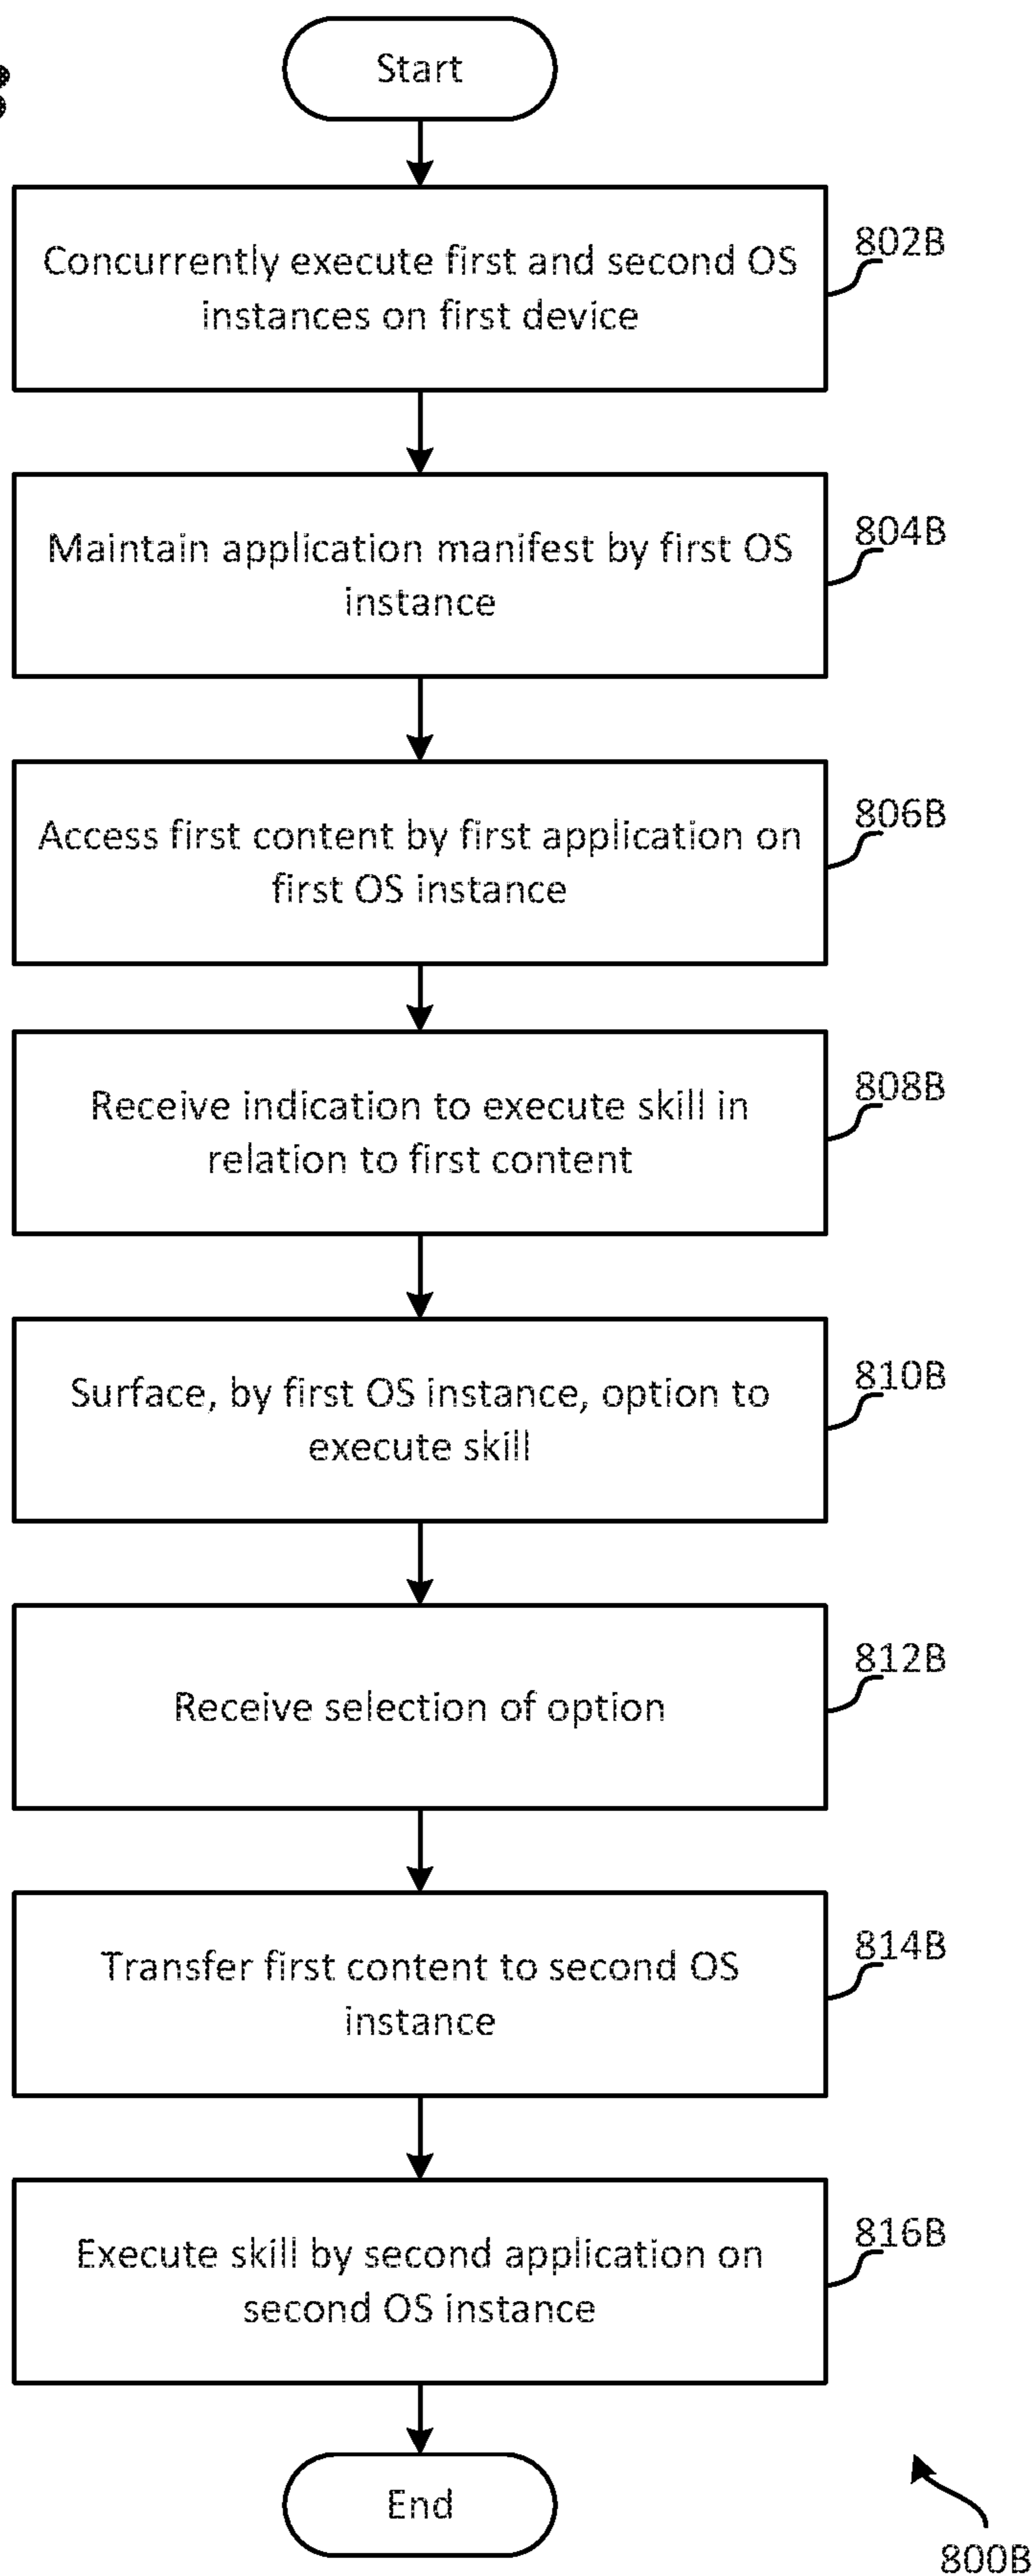 Start
Concurrently execute first and second OS
instances on first device
802B
Maintain application manifest by first OS
instance
804B
Access first content by first application on
first OS instance
806B
Receive indication to execute skill in
relation to first content
808B
Surface, by first OS instance, option to
execute skill
810B
Receive selection of option
812B
Transfer first content to second OS
instance
814B
Execute skill by second application on
second OS instance
816B
End
800B